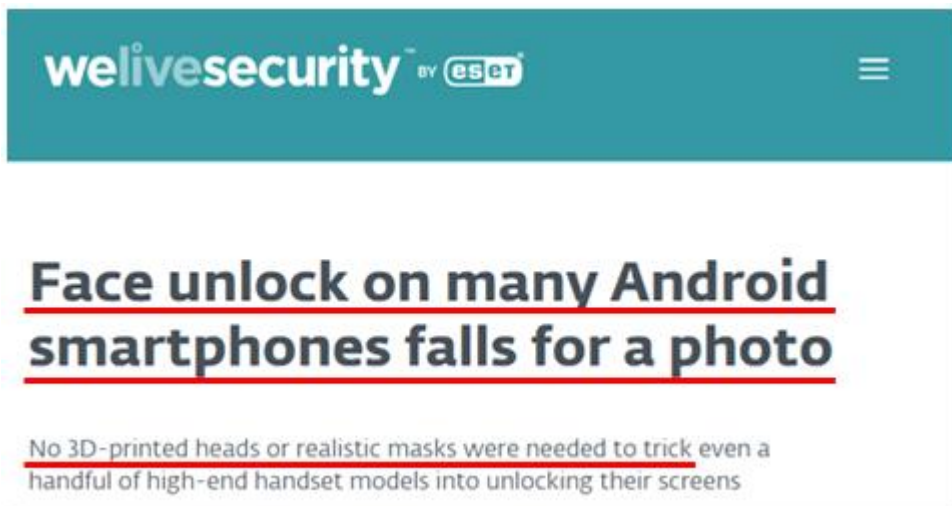 welivesecurity™ BY eset®
Face unlock on many Android
smartphones falls for a photo
No 3D-printed heads or realistic masks were needed to trick even a
handful of high-end handset models into unlocking their screens